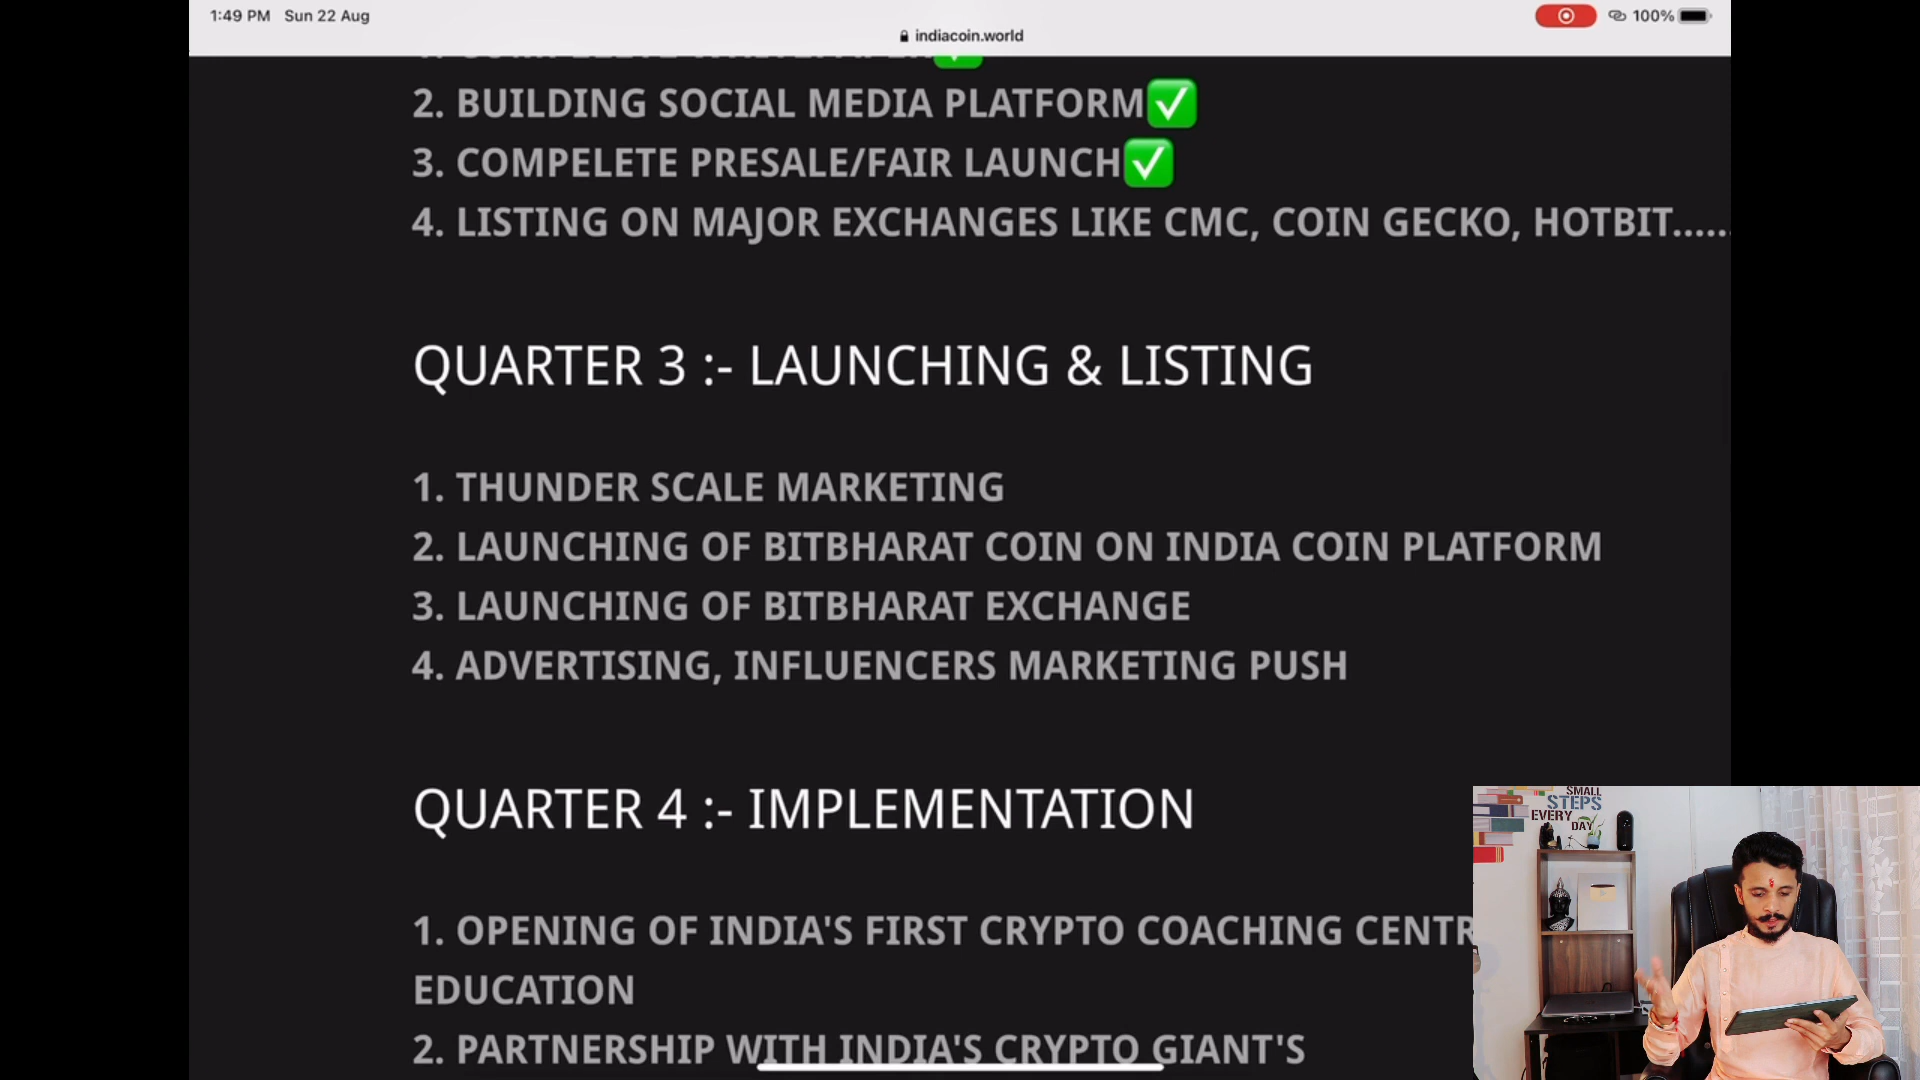 1:49 PM Sun 22 Aug
100%
indiacoin.world
2. BUILDING SOCIAL MEDIA PLATFORM✅
3. COMPELETE PRESALE/FAIR LAUNCH✅
4. LISTING ON MAJOR EXCHANGES LIKE CMC, COIN GECKO, HOTBIT......
QUARTER 3 :- LAUNCHING & LISTING
1. THUNDER SCALE MARKETING
2. LAUNCHING OF BITBHARAT COIN ON INDIA COIN PLATFORM
3. LAUNCHING OF BITBHARAT EXCHANGE
4. ADVERTISING, INFLUENCERS MARKETING PUSH
QUARTER 4 :- IMPLEMENTATION
1. OPENING OF INDIA'S FIRST CRYPTO COACHING CENTR
EDUCATION
2. PARTNERSHIP WITH INDIA'S CRYPTO GIANT'S
SMALL
STEPS
EVERY
DAY